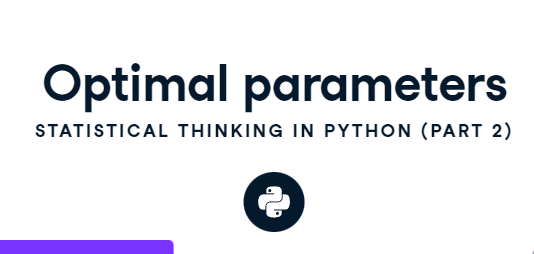 Optimal parameters
STATISTICAL THINKING IN PYTHON (PART 2)